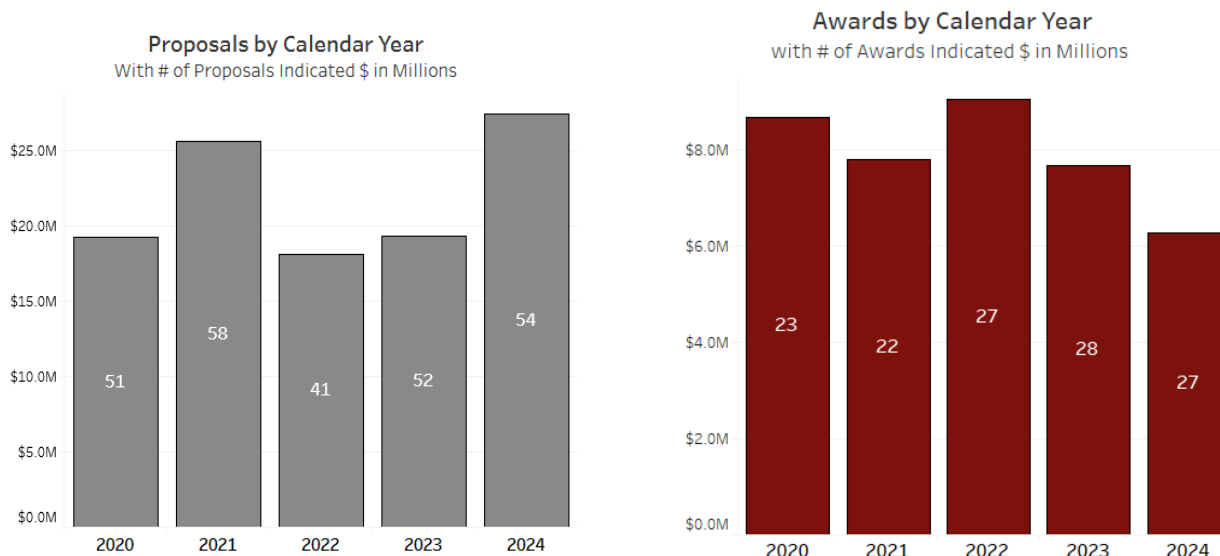 Proposals by Calendar Year
With # of Proposals Indicated $ in Millions
$25.0M
$20.0M
$15.0M
$10.0M
$5.0M
$0.0M
51
58
41
52
54
2020
2021
2022
2023
2024
Awards by Calendar Year
with # of Awards Indicated $ in Millions
$8.0M
$6.0M
$4.0M
$2.0M
$0.0M
23
22
27
28
27
2020
2021
2022
2023
2024